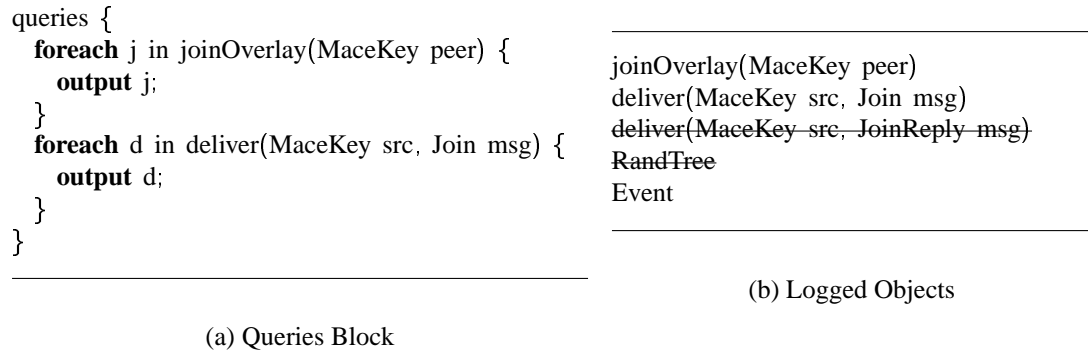 queries {
foreach j in joinOverlay(MaceKey peer) {
output j;
}
foreach d in deliver(MaceKey src, Join msg) {
output d;
}
}
(a) Queries Block
joinOverlay(MaceKey peer)
deliver(MaceKey src, Join msg)
deliver(MaceKey src, JoinReply msg)
RandTree
Event
(b) Logged Objects